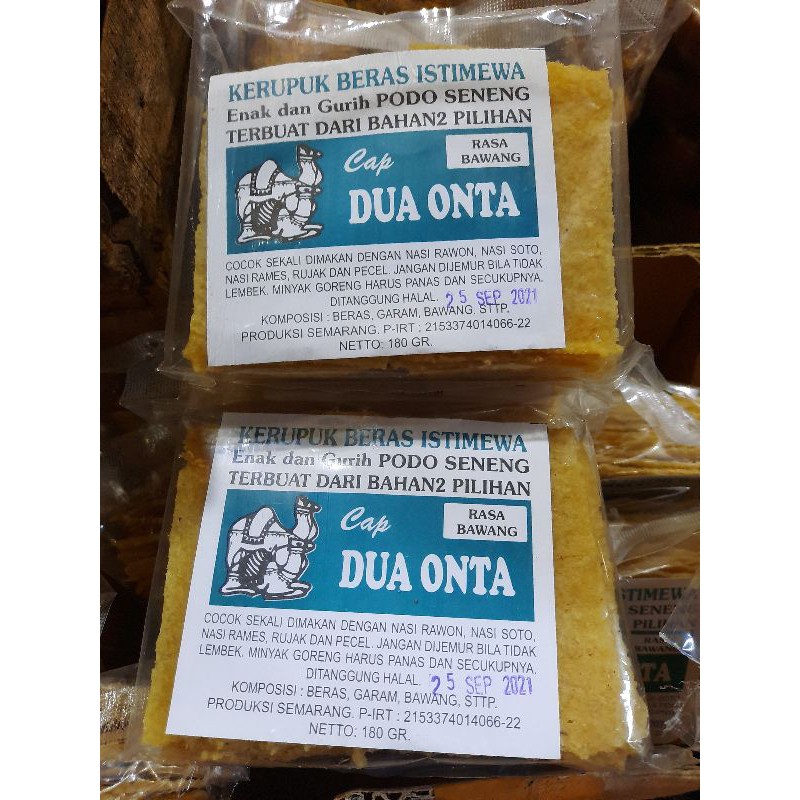 KERUPUK BERAS ISTIMEWA
Enak dan Gurih PODO SENENG
TERBUAT DARI BAHAN2 PILIHAN
Cap
RASA
BAWANG
DUA ONTA
COCOK SEKALI DIMAKAN DENGAN NASI RAWON, NASI SOTO,
NASI RAMES, RUJAK DAN PECEL. JANGAN DIJEMUR BILA TIDAK
LEMBEK. MINYAK GORENG HARUS PANAS DAN SECUKUPNYA.
DITANGGUNG HALAL. 25 SEP 2021
KOMPOSISI : BERAS, GARAM, BAWANG, STTP.
PRODUKSI SEMARANG. P-IRT : 2153374014066-22
NETTO: 180 GR.
KERUPUK BERAS ISTIMEWA
Enak dan Gurih PODO SENENG
TERBUAT DARI BAHAN2 PILIHAN
Cap
RASA
BAWANG
DUA ONTA
COCOK SEKALI DIMAKAN DENGAN NASI RAWON, NASI SOTO,
NASI RAMES, RUJAK DAN PECEL. JANGAN DIJEMUR BILA TIDAK
LEMBEK. MINYAK GORENG HARUS PANAS DAN SECUKUPNYA.
DITANGGUNG HALAL. 25 SEP 2021
KOMPOSISI : BERAS, GARAM, BAWANG, STTP.
PRODUKSI SEMARANG. P-IRT : 2153374014066-22
NETTO: 180 GR.
STIMEWA
SENENG
PILIHAN
RASA
BAWANG
TA